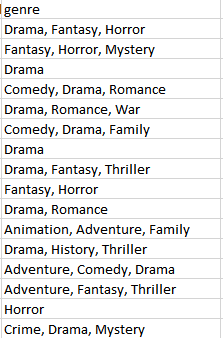 genre
Drama, Fantasy, Horror
Fantasy, Horror, Mystery
Drama
Comedy, Drama, Romance
Drama, Romance, War
Comedy, Drama, Family
Drama
Drama, Fantasy, Thriller
Fantasy, Horror
Drama, Romance
Animation, Adventure, Family
Drama, History, Thriller
Adventure, Comedy, Drama
Adventure, Fantasy, Thriller
Horror
Crime, Drama, Mystery